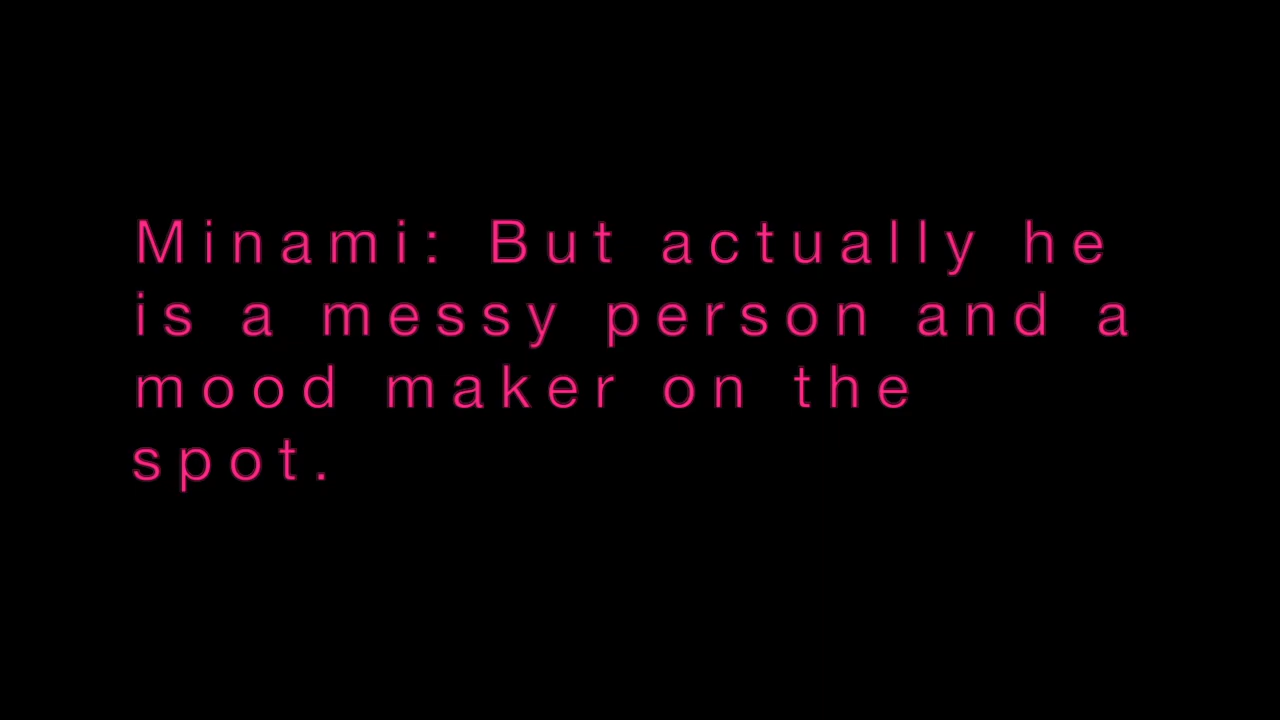 Minami: But actually he
is a messy person and a
mood maker on the
spot.